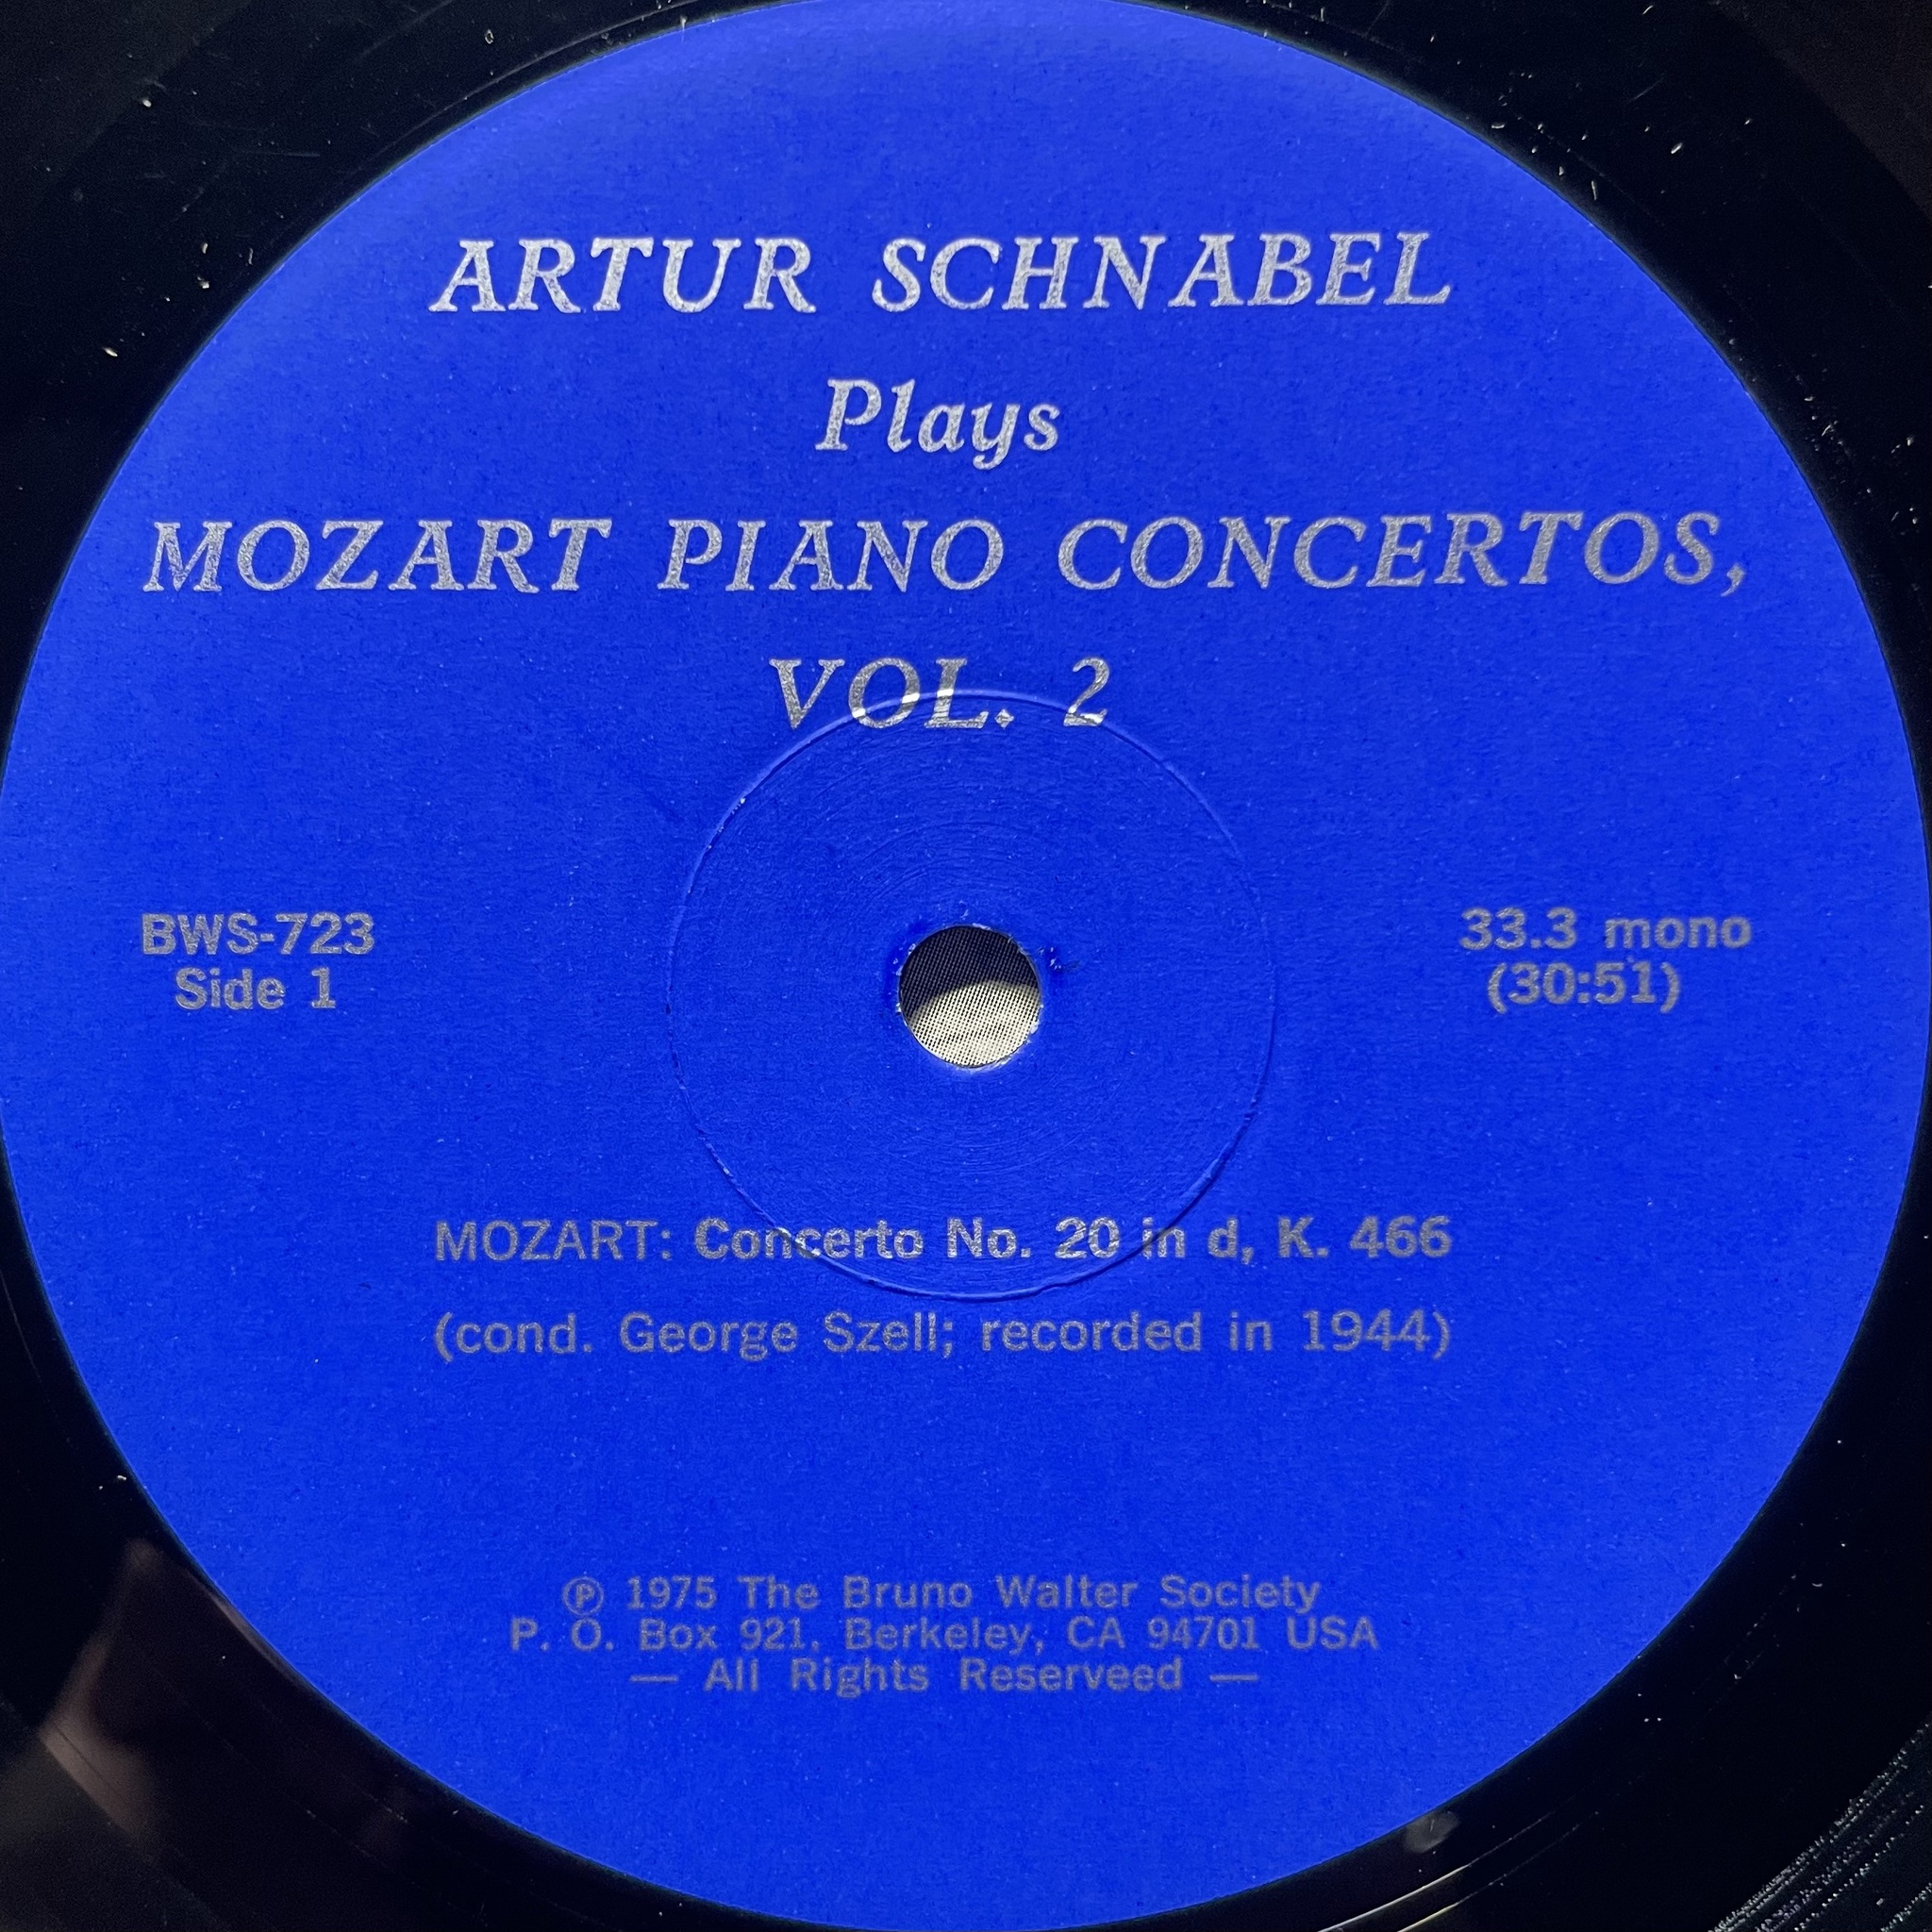 ARTUR SCHNABEL
Plays
MOZART PIANO CONCERTOS,
VOL. 2
BWS-723
Side 1
33.3 mono
(30:51)
MOZART: Concerto No. 20 in d, K. 466
(cond. George Szell; recorded in 1944)
℗ 1975 The Bruno Walter Society
P. O. Box 921, Berkeley, CA 94701 USA
— All Rights Reserveed —